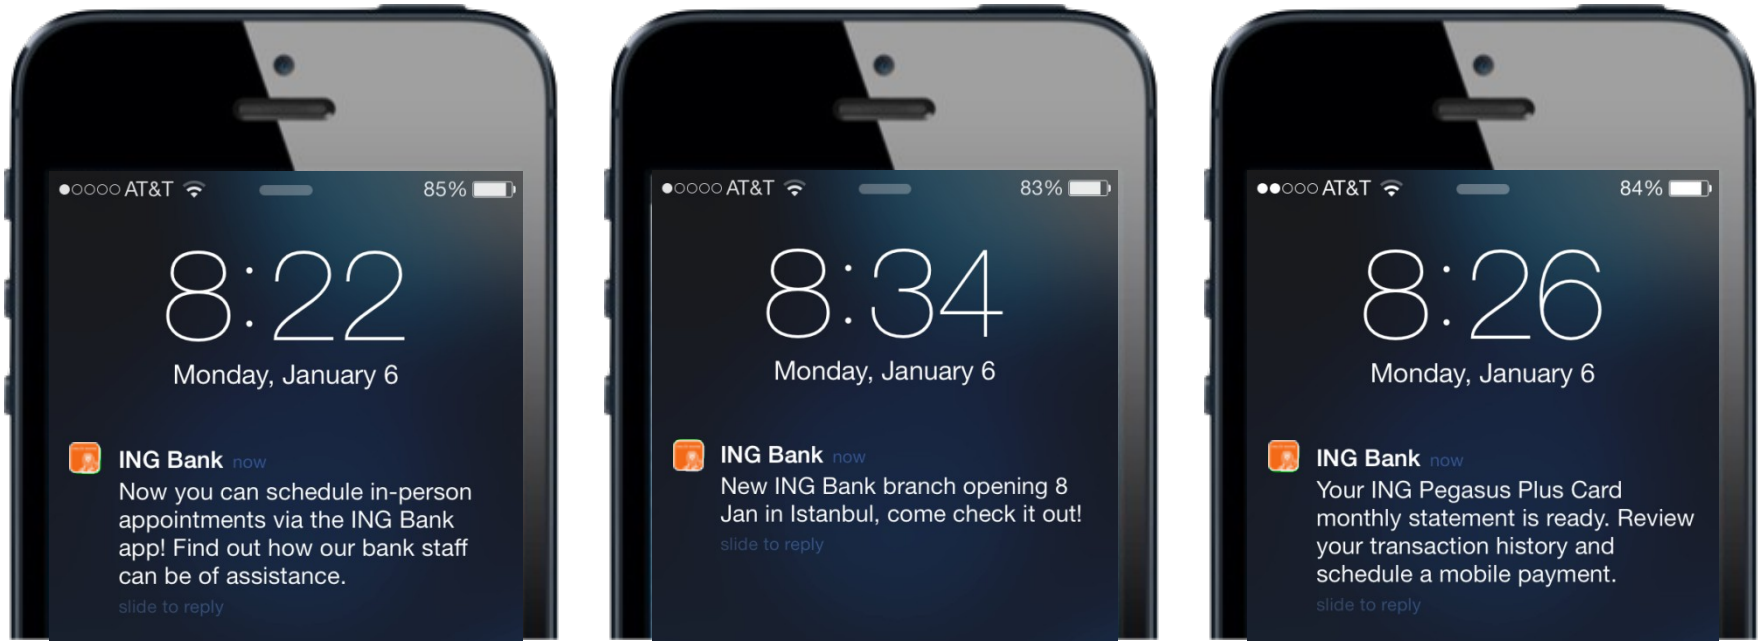 AT&T 85%
8:22
Monday, January 6
ING Bank now
Now you can schedule in-person
appointments via the ING Bank
app! Find out how our bank staff
can be of assistance.
slide to reply
AT&T 83%
8:34
Monday, January 6
ING Bank now
New ING Bank branch opening 8
Jan in Istanbul, come check it out!
slide to reply
AT&T 84%
8:26
Monday, January 6
ING Bank now
Your ING Pegasus Plus Card
monthly statement is ready. Review
your transaction history and
schedule a mobile payment.
slide to reply